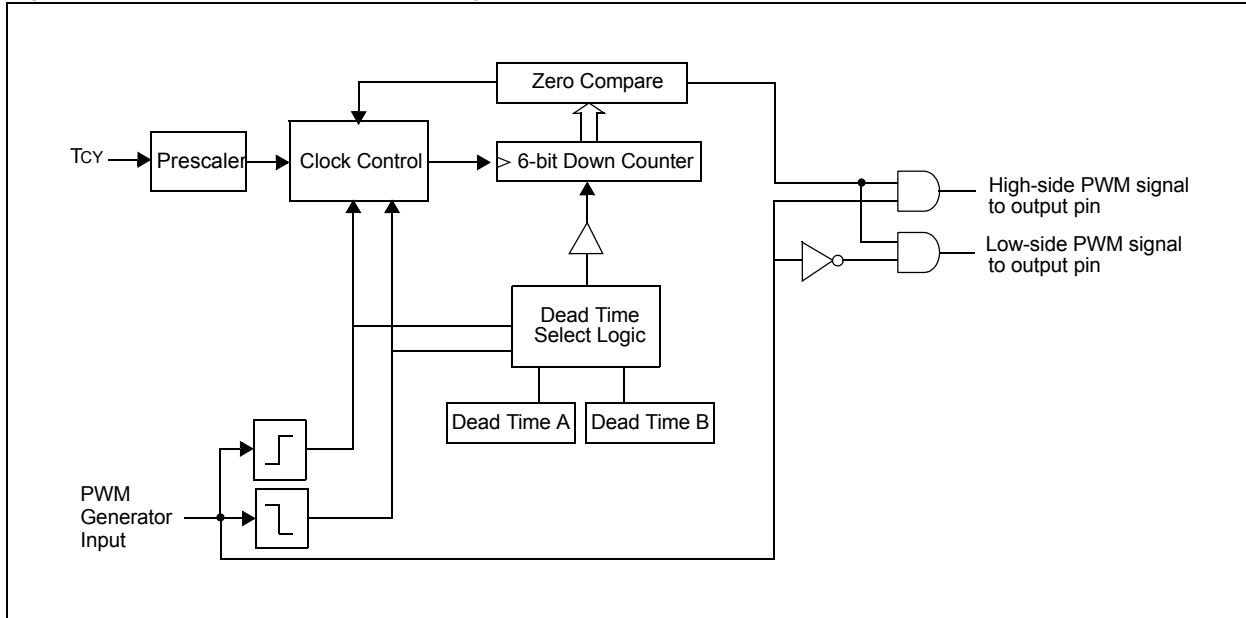 Zero Compare
TCY
Prescaler
Clock Control
6-bit Down Counter
High-side PWM signal
to output pin
Low-side PWM signal
to output pin
Dead Time
Select Logic
Dead Time A
Dead Time B
PWM
Generator
Input